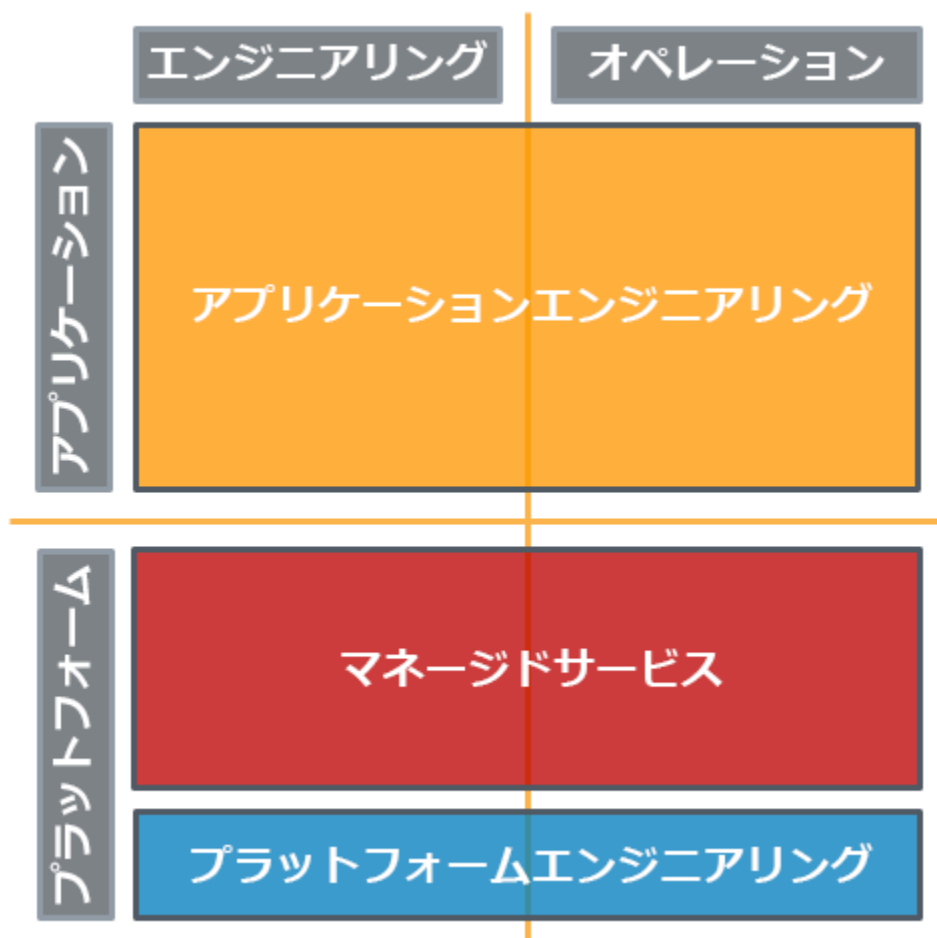 エンジニアリング
オペレーション
アプリケーション
アプリケーションエンジニアリング
プラットフォーム
マネージドサービス
プラットフォームエンジニアリング